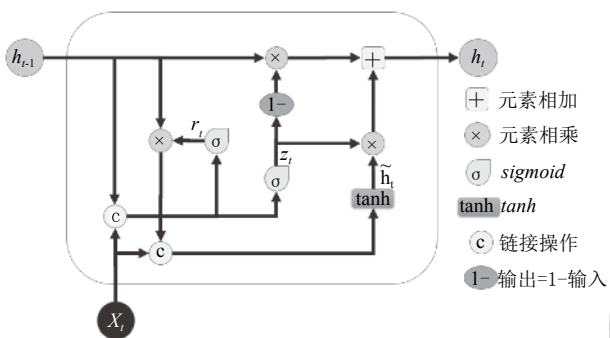 h_{t-1}
×
+
h_t
1−
r_t
×
σ
z_t
×
σ
h̃_t
tanh
c
c
X_t
+ 元素相加
× 元素相乘
σ sigmoid
tanh tanh
c 链接操作
1− 输出=1−输入